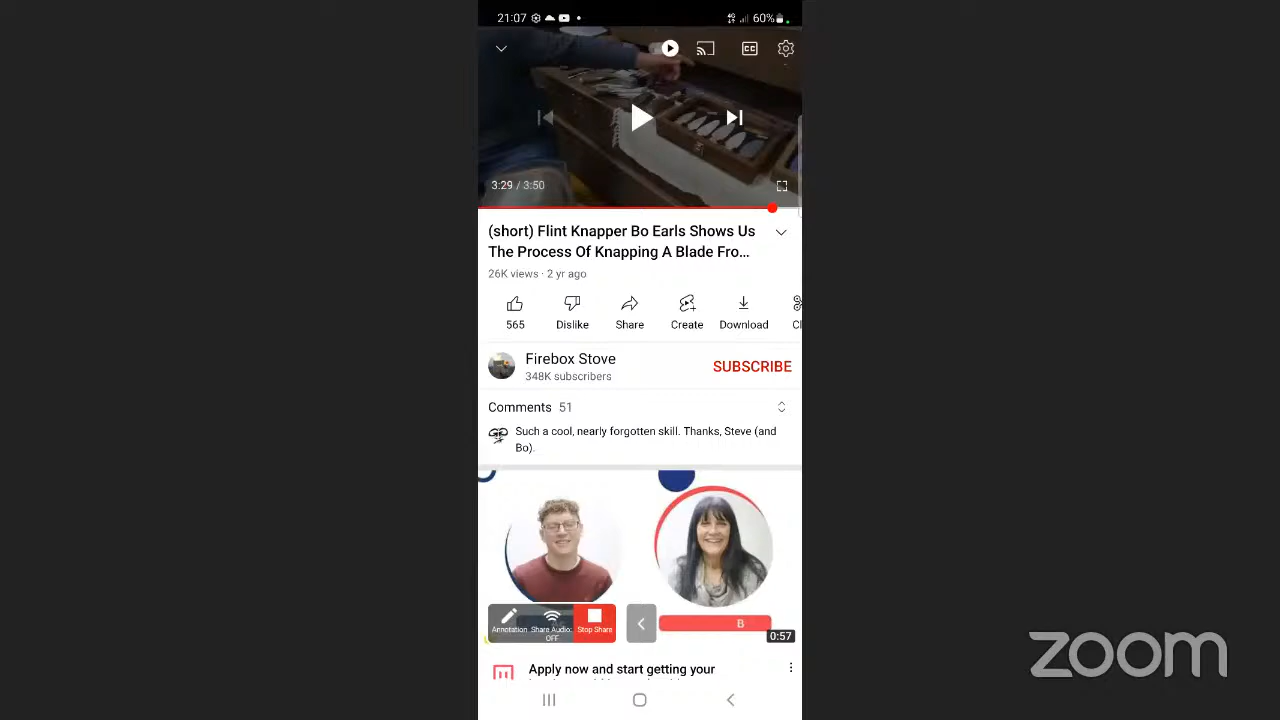 21:07
4G 60%
CC
3:29 / 3:50
(short) Flint Knapper Bo Earls Shows Us
The Process Of Knapping A Blade Fro...
26K views · 2 yr ago
565 Dislike Share Create Download Cl
Firebox Stove
348K subscribers
SUBSCRIBE
Comments 51
Such a cool, nearly forgotten skill. Thanks, Steve (and
Bo).
Annotation Share Audio: OFF Stop Share
B
0:57
Apply now and start getting your
zoom